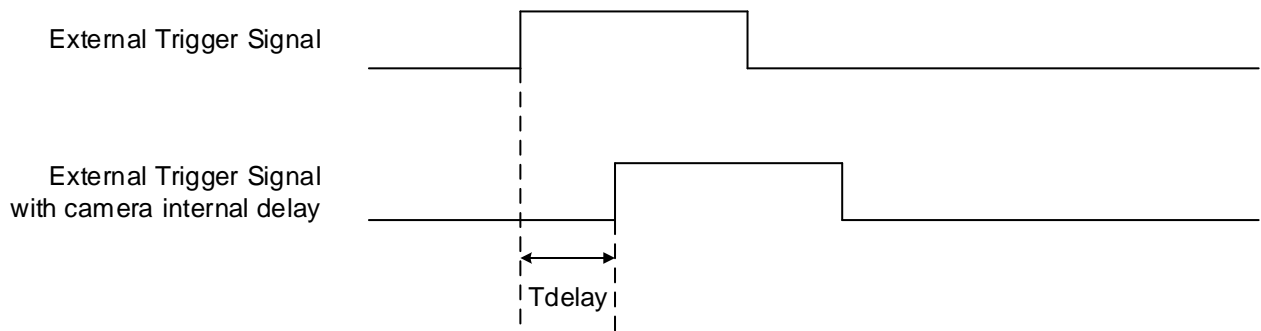 External Trigger Signal
External Trigger Signal
with camera internal delay
Tdelay